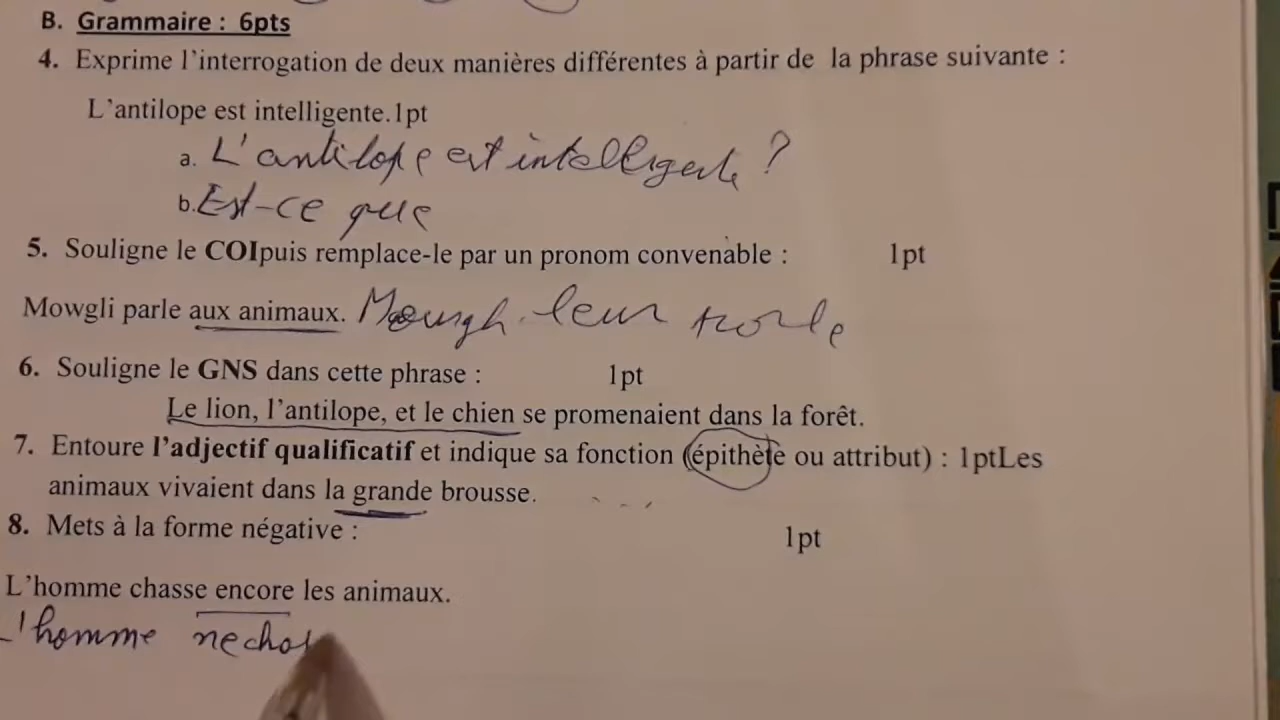 B. Grammaire : 6pts
4. Exprime l'interrogation de deux manières différentes à partir de la phrase suivante :
L'antilope est intelligente.1pt
a. L'antilope est intelligente ?
b. Est-ce que
5. Souligne le COIpuis remplace-le par un pronom convenable : 1pt
Mowgli parle aux animaux. leur
6. Souligne le GNS dans cette phrase : 1pt
Le lion, l'antilope, et le chien se promenaient dans la forêt.
7. Entoure l'adjectif qualificatif et indique sa fonction (épithète ou attribut) : 1ptLes
animaux vivaient dans la grande brousse.
8. Mets à la forme négative : 1pt
L'homme chasse encore les animaux.
L'homme ne